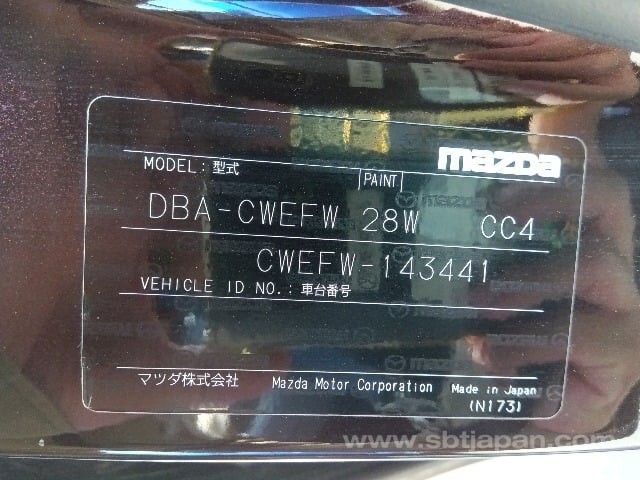 mazda
MODEL: 型式 PAINT
DBA-CWEFW 28W CC4
CWEFW-143441
VEHICLE ID NO.: 車台番号
マツダ株式会社 Mazda Motor Corporation Made in Japan
(N173)
www.sbtjapan.com